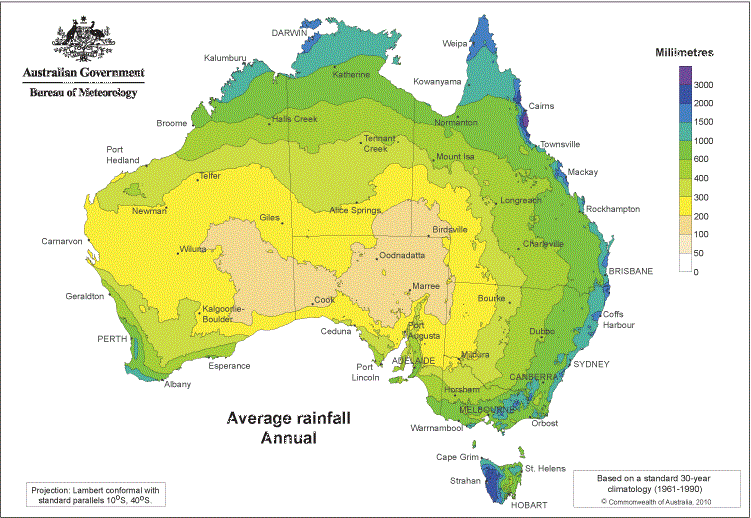 Australian Government
Bureau of Meteorology
DARWIN
Kalumburu
Katherine
Weipa
Kowanyama
Cairns
Normanton
Townsville
Broome
Halls Creek
Tennant
Creek
Mount Isa
Mackay
Port
Hedland
Telfer
Longreach
Rockhampton
Newman
Giles
Alice Springs
Birdsville
Charleville
Carnarvon
Wiluna
Oodnadatta
BRISBANE
Geraldton
Marree
Bourke
Kalgoorlie-
Boulder
Cook
Coffs
Harbour
PERTH
Ceduna
Port
Augusta
Dubbo
Esperance
Port
Lincoln
ADELAIDE
Mildura
SYDNEY
Albany
CANBERRA
Horsham
MELBOURNE
Warrnambool
Orbost
Cape Grim
St. Helens
Strahan
HOBART
Millimetres
3000
2000
1500
1000
600
400
300
200
100
50
0
Average rainfall
Annual
Projection: Lambert conformal with
standard parallels 10°S, 40°S.
Based on a standard 30-year
climatology (1961-1990)
© Commonwealth of Australia, 2010